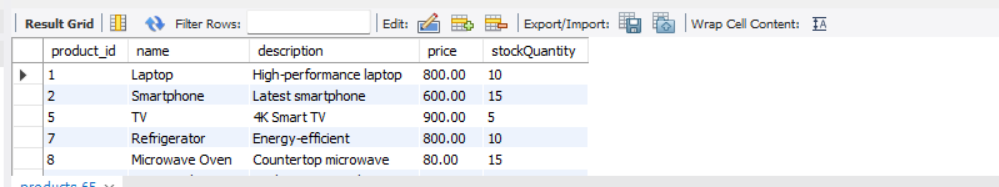 Result Grid Filter Rows: Edit: Export/Import: Wrap Cell Content: IA
product_id name description price stockQuantity
1 Laptop High-performance laptop 800.00 10
2 Smartphone Latest smartphone 600.00 15
5 TV 4K Smart TV 900.00 5
7 Refrigerator Energy-efficient 800.00 10
8 Microwave Oven Countertop microwave 80.00 15
products 65